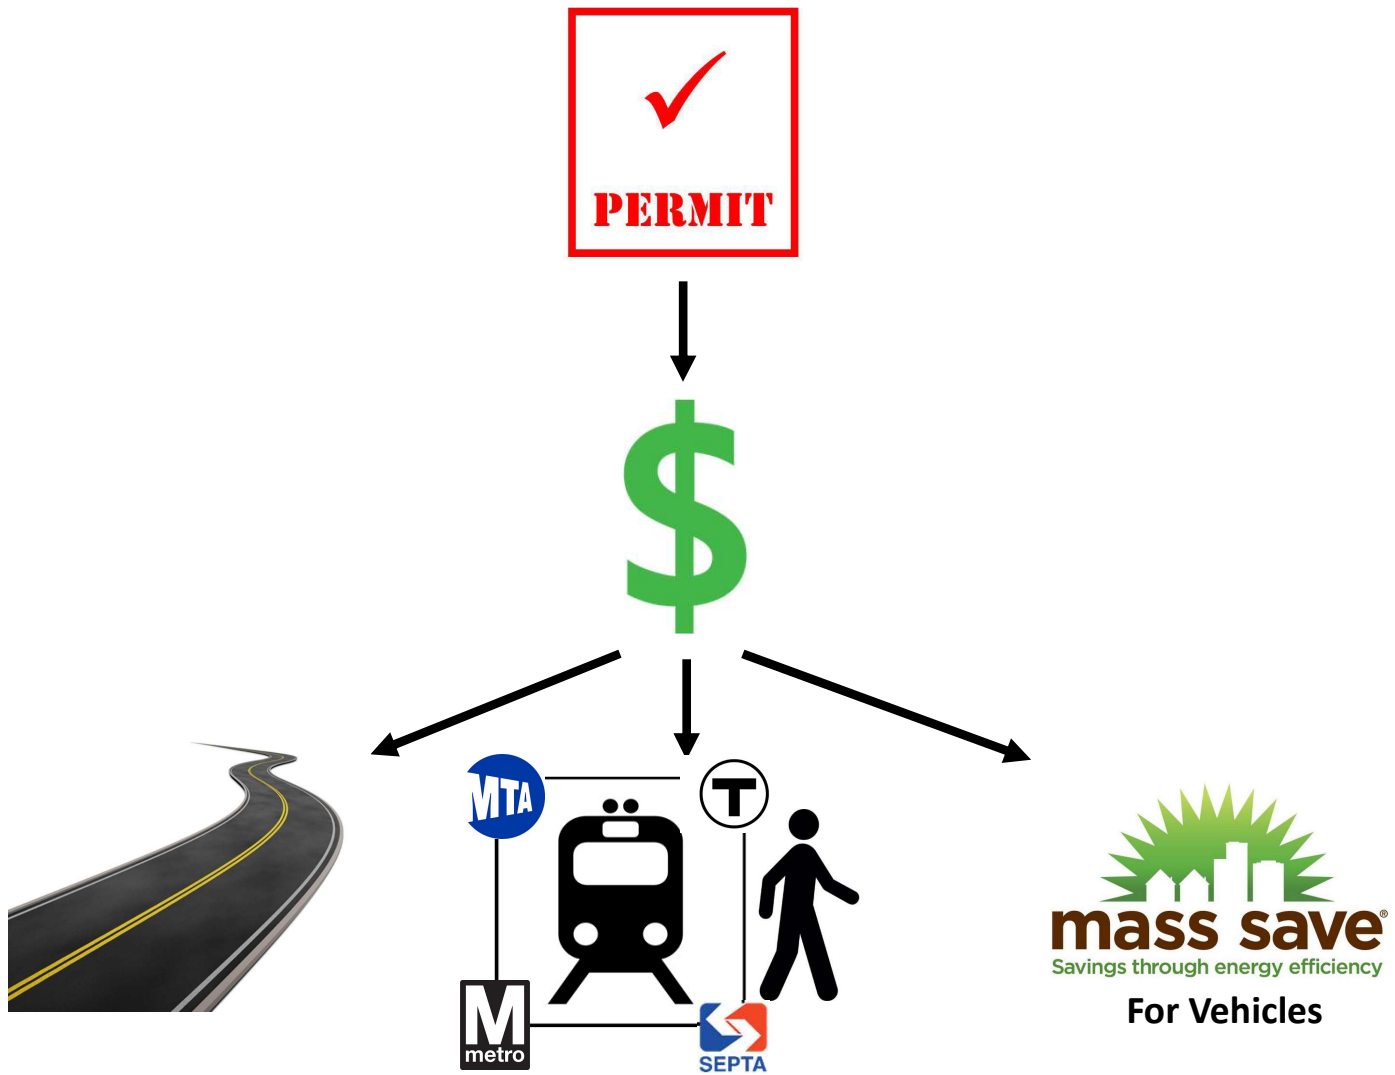 PERMIT
$
MTA
T
M
metro
SEPTA
mass save®
Savings through energy efficiency
For Vehicles